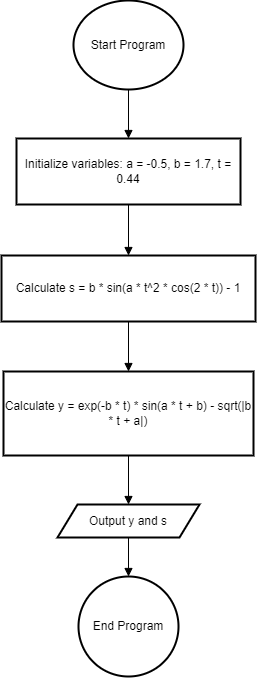 Start Program
Initialize variables: a = -0.5, b = 1.7, t =
0.44
Calculate s = b * sin(a * t^2 * cos(2 * t)) - 1
Calculate y = exp(-b * t) * sin(a * t + b) - sqrt(|b
* t + a|)
Output y and s
End Program